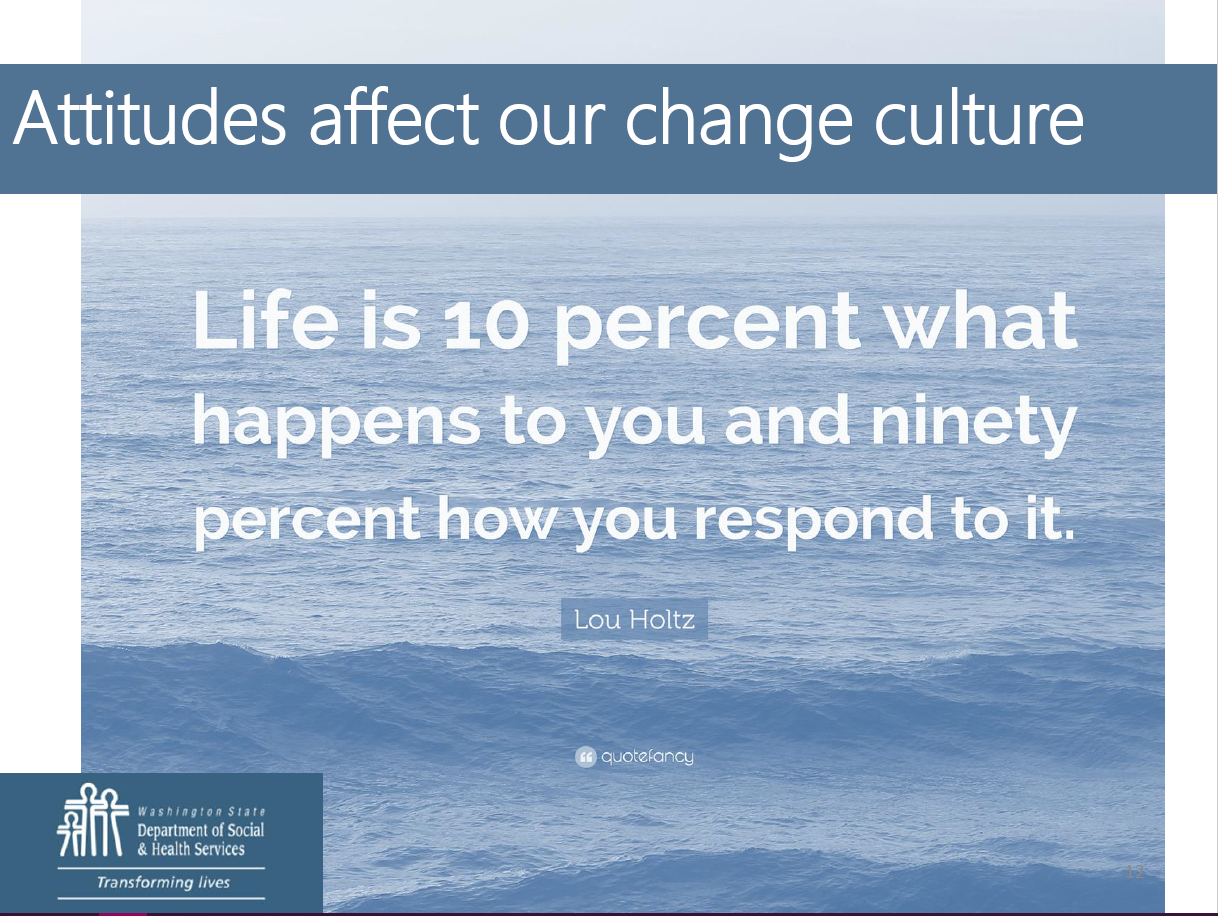 Attitudes affect our change culture
Life is 10 percent what
happens to you and ninety
percent how you respond to it.
Lou Holtz
quotefancy
Washington State
Department of Social
& Health Services
Transforming lives